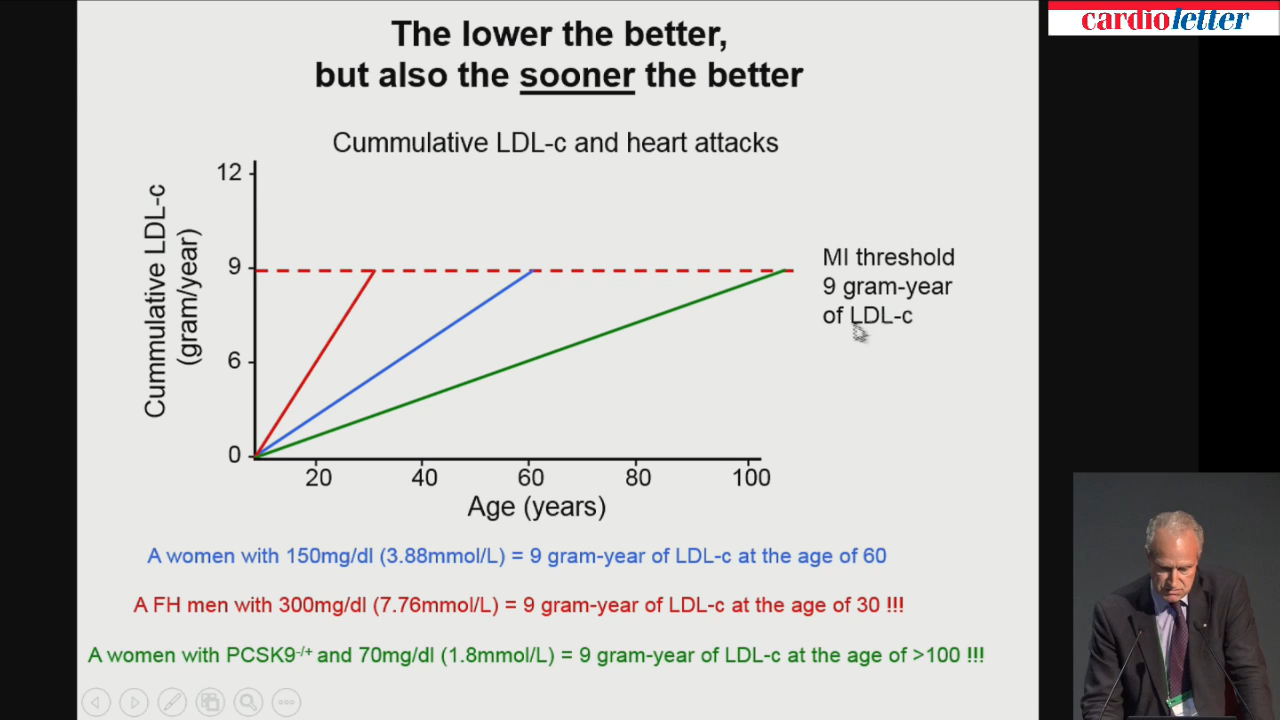 cardioletter
The lower the better,
but also the sooner the better
Cummulative LDL-c and heart attacks
Cummulative LDL-c
(gram/year)
12
9
6
0
20 40 60 80 100
Age (years)
MI threshold
9 gram-year
of LDL-c
A women with 150mg/dl (3.88mmol/L) = 9 gram-year of LDL-c at the age of 60
A FH men with 300mg/dl (7.76mmol/L) = 9 gram-year of LDL-c at the age of 30 !!!
A women with PCSK9-/+ and 70mg/dl (1.8mmol/L) = 9 gram-year of LDL-c at the age of >100 !!!